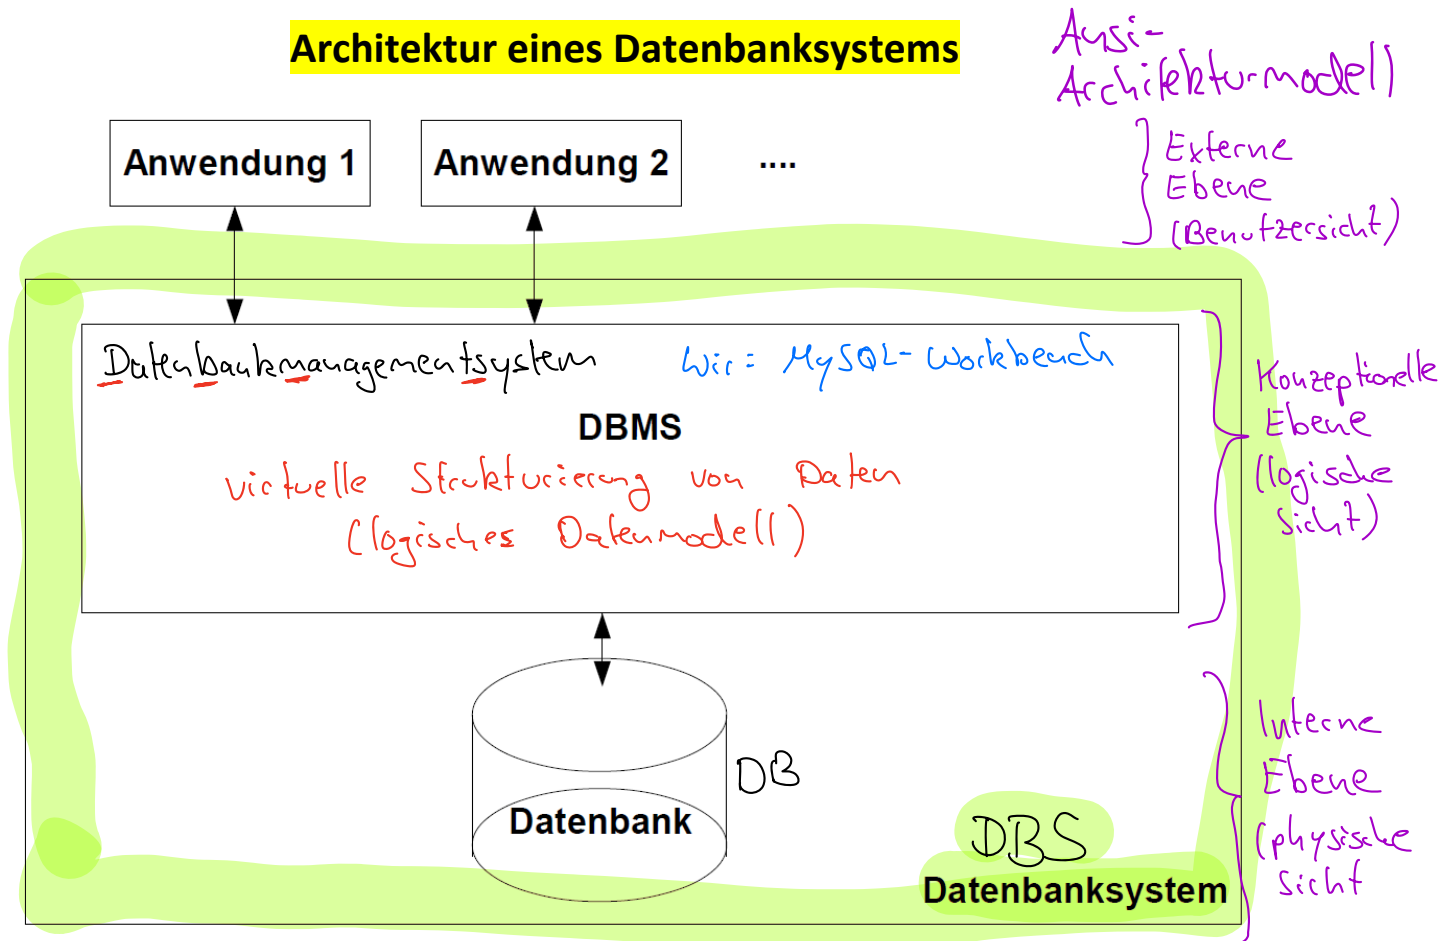 Architektur eines Datenbanksystems
Ansi-
Architekturmodell
Anwendung 1
Anwendung 2
....
Externe
Ebene
(Benutzersicht)
Datenbankmanagementsystem
Wir: MySQL-Workbench
DBMS
virtuelle Strukturierung von Daten
(logisches Datenmodell)
Konzeptionelle
Ebene
(logische
Sicht)
DB
Datenbank
DBS
Datenbanksystem
Interne
Ebene
(physische
Sicht